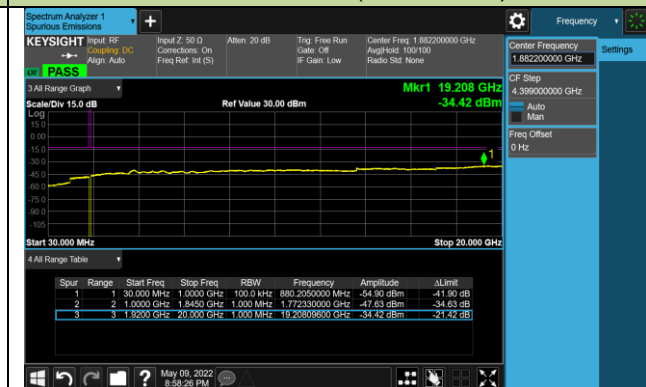 Spectrum Analyzer 1
Spurious Emissions
Frequency
KEYSIGHT
Input: RF
Coupling: DC
Align: Auto
Input Z: 50 Ω
Corrections: On
Freq Ref: Int (S)
Atten: 20 dB
Trig: Free Run
Gate: Off
IF Gain: Low
Center Freq: 1.882200000 GHz
Avg|Hold: 100/100
Radio Std: None
PASS
Center Frequency
1.882200000 GHz
Settings
CF Step
4.399000000 GHz
Auto
Man
Freq Offset
0 Hz
3 All Range Graph
Mkr1 19.208 GHz
Scale/Div 15.0 dB
Ref Value 30.00 dBm
-34.42 dBm
Log
15.0
0.00
-15.0
-30.0
-45.0
-60.0
-75.0
-90.0
-105
1
Start 30.000 MHz
Stop 20.000 GHz
4 All Range Table
Spur Range Start Freq Stop Freq RBW Frequency Amplitude ΔLimit
1 1 30.000 MHz 1.0000 GHz 100.0 kHz 880.2050000 MHz -54.90 dBm -41.90 dB
2 2 1.0000 GHz 1.8450 GHz 1.000 MHz 1.772330000 GHz -47.63 dBm -34.63 dB
3 3 1.9200 GHz 20.000 GHz 1.000 MHz 19.20809600 GHz -34.42 dBm -21.42 dB
May 09, 2022
8:58:26 PM